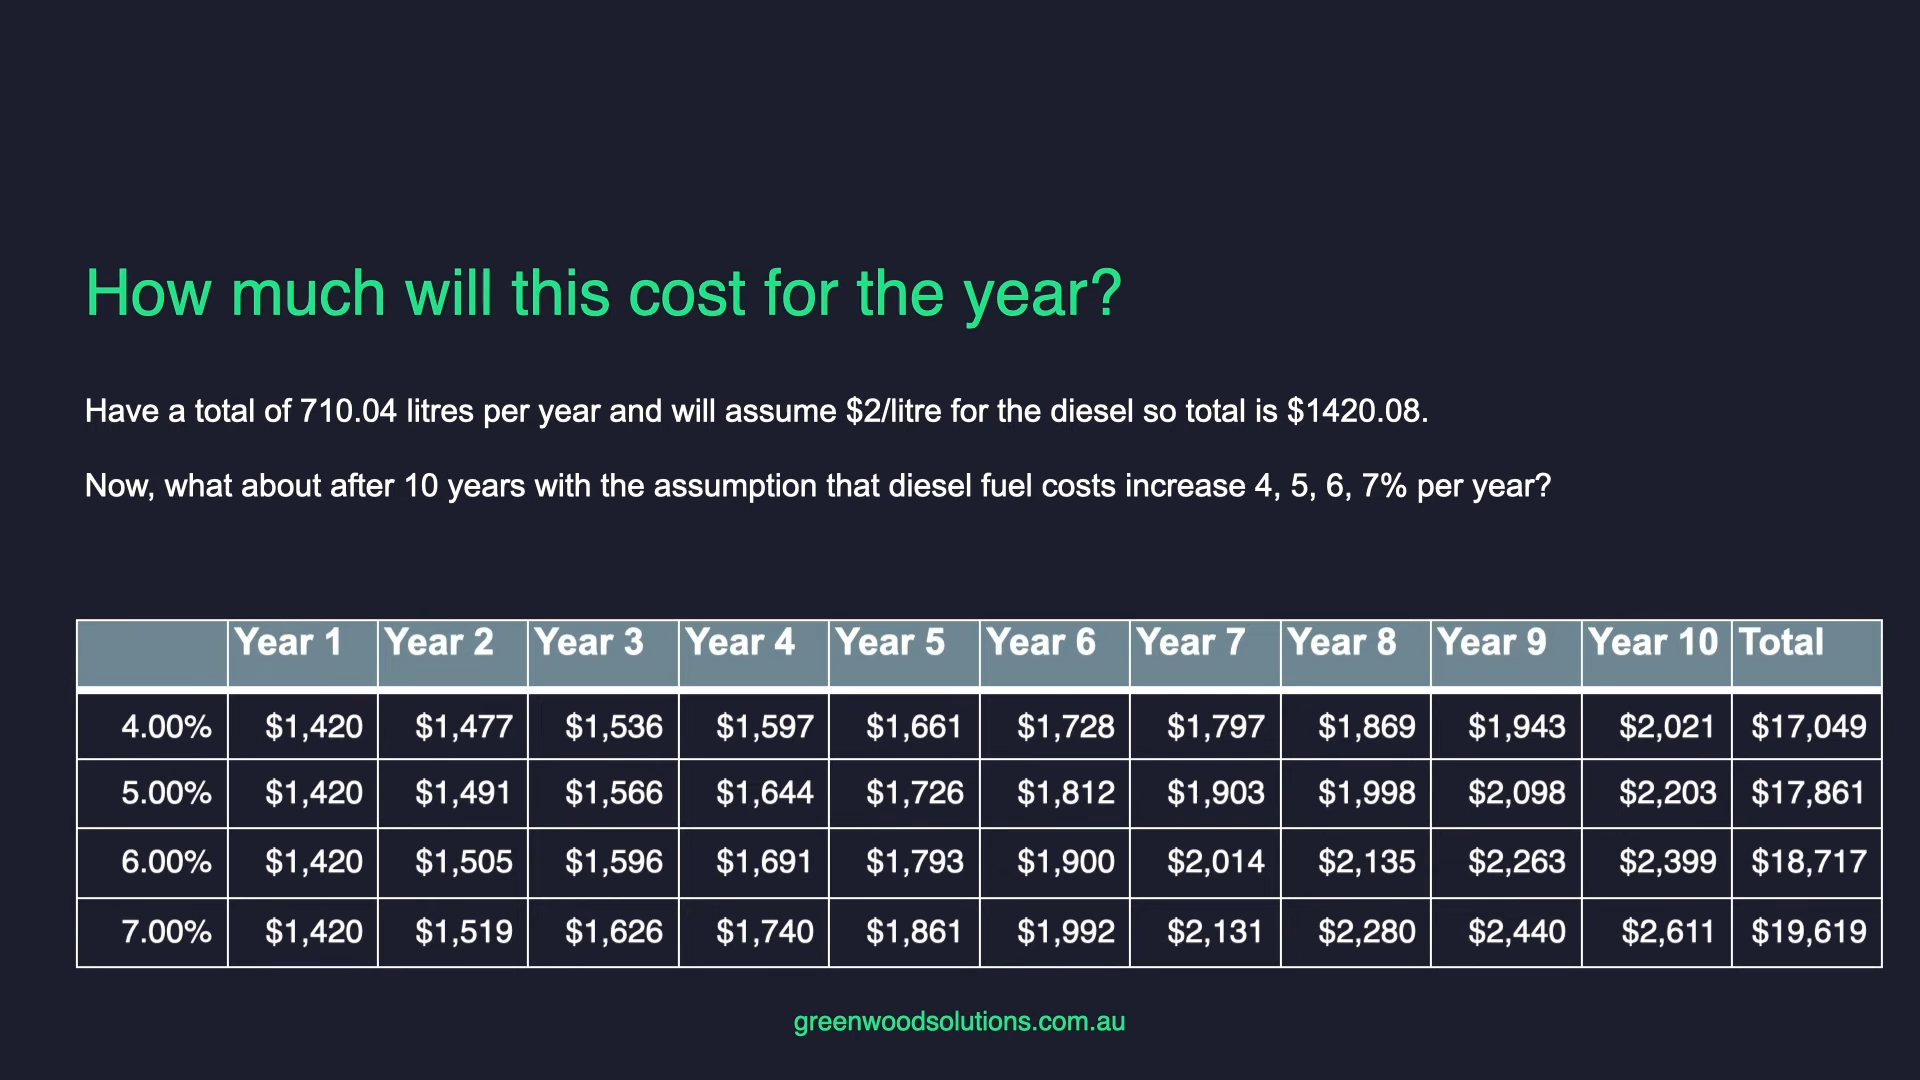 How much will this cost for the year?
Have a total of 710.04 litres per year and will assume $2/litre for the diesel so total is $1420.08.
Now, what about after 10 years with the assumption that diesel fuel costs increase 4, 5, 6, 7% per year?
Year 1 Year 2 Year 3 Year 4 Year 5 Year 6 Year 7 Year 8 Year 9 Year 10 Total
4.00% $1,420 $1,477 $1,536 $1,597 $1,661 $1,728 $1,797 $1,869 $1,943 $2,021 $17,049
5.00% $1,420 $1,491 $1,566 $1,644 $1,726 $1,812 $1,903 $1,998 $2,098 $2,203 $17,861
6.00% $1,420 $1,505 $1,596 $1,691 $1,793 $1,900 $2,014 $2,135 $2,263 $2,399 $18,717
7.00% $1,420 $1,519 $1,626 $1,740 $1,861 $1,992 $2,131 $2,280 $2,440 $2,611 $19,619
greenwoodsolutions.com.au